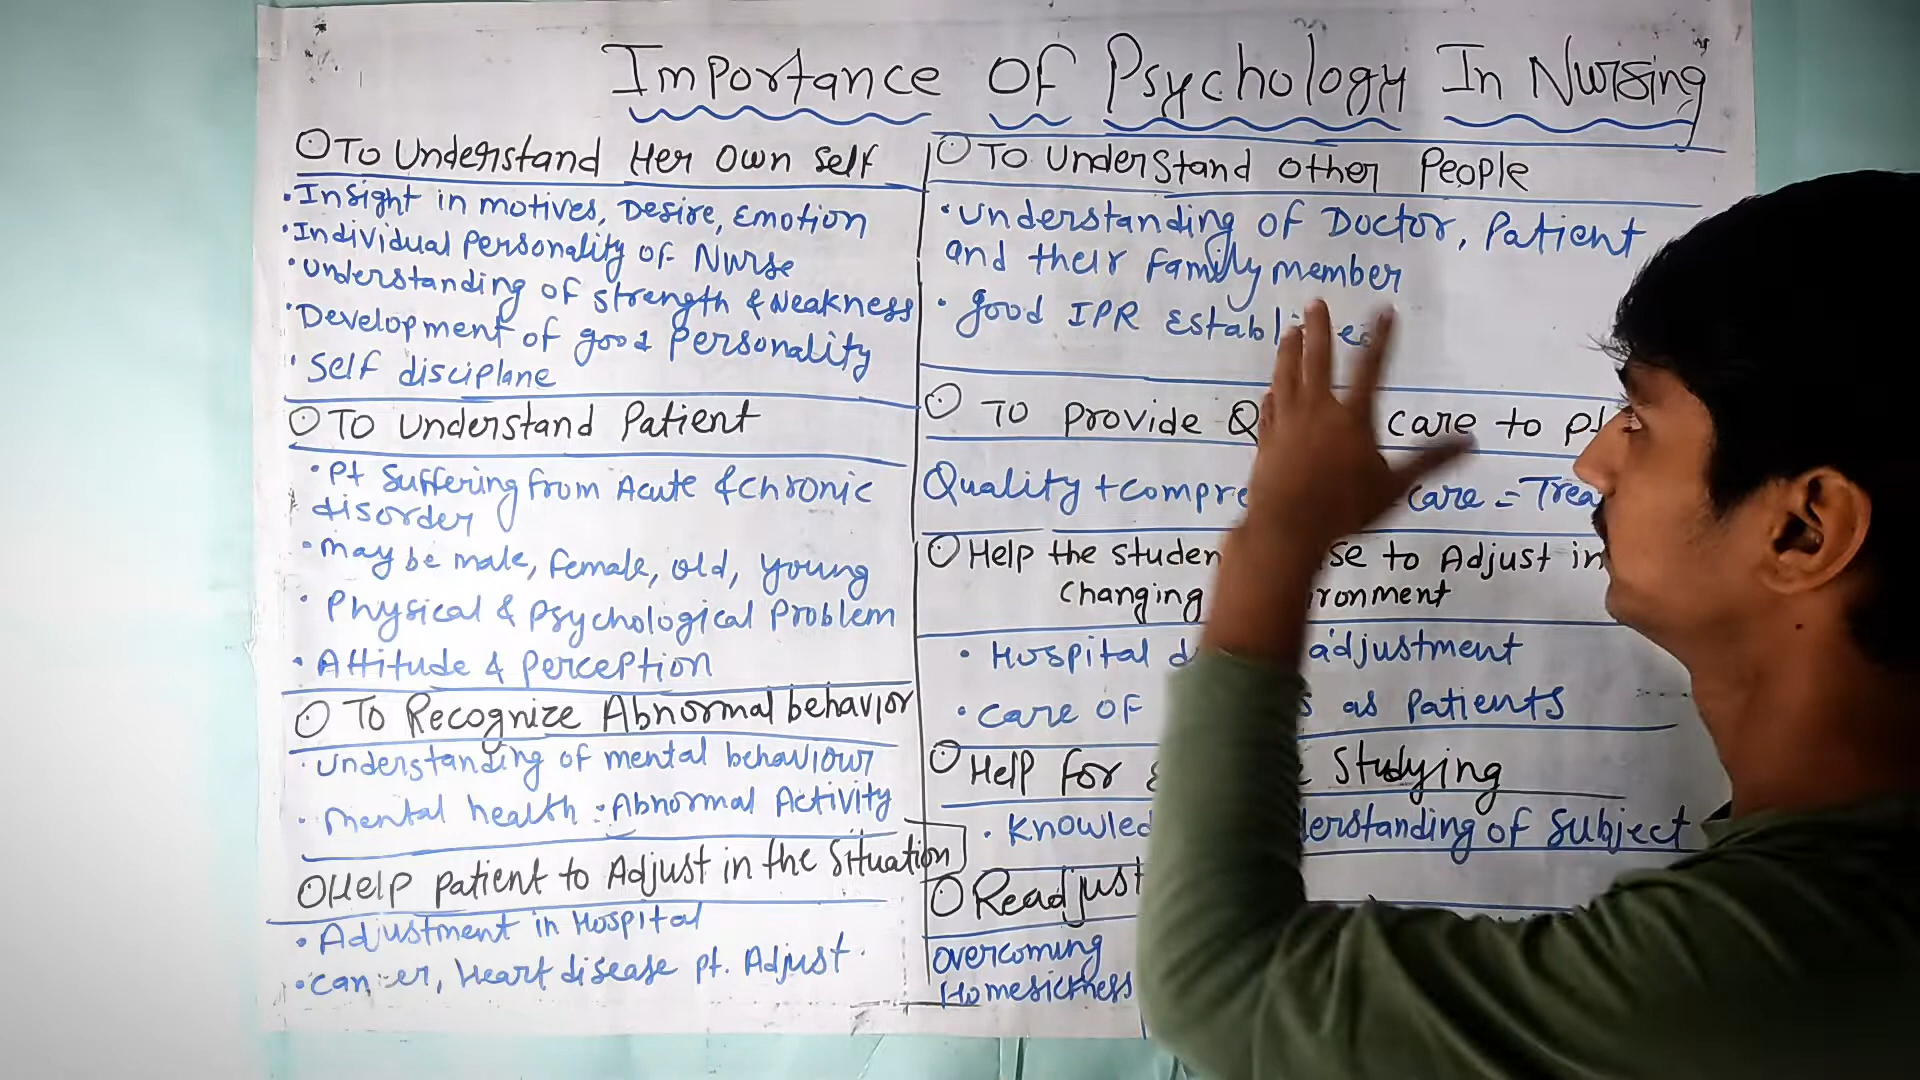 Importance Of Psychology In Nursing
To Understand Her Own Self
• Insight in motives, Desire, Emotion
• Individual Personality of Nurse
• Understanding of strength & Weakness
• Development of good Personality
• Self disciplane
To Understand Patient
• Pt Suffering from Acute & chronic
disorder
• may be male, Female, old, young
• Physical & Psychological Problem
• Attitude & Perception
To Recognize Abnormal behavior
• Understanding of mental behaviour
• Mental health : Abnormal Activity
Help patient to Adjust in the Situation
• Adjustment in Hospital
• cancer, Heart disease pt. Adjust.
To Understand other People
• Understanding of Doctor, Patient
and their Family member
• good IPR
To provide care to pt
Quality + care =
Help the to Adjust in
Changing
• Hospital adjustment
• care of as Patients
Help for Studying
• of Subject
Readjust
overcoming
Homesickness